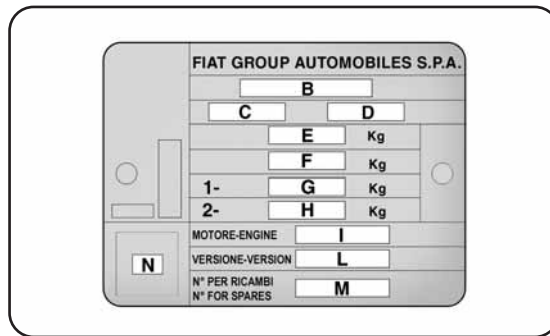 FIAT GROUP AUTOMOBILES S.P.A.
B
C D
E Kg
F Kg
1- G Kg
2- H Kg
MOTORE-ENGINE I
VERSIONE-VERSION L
N
N° PER RICAMBI
N° FOR SPARES M